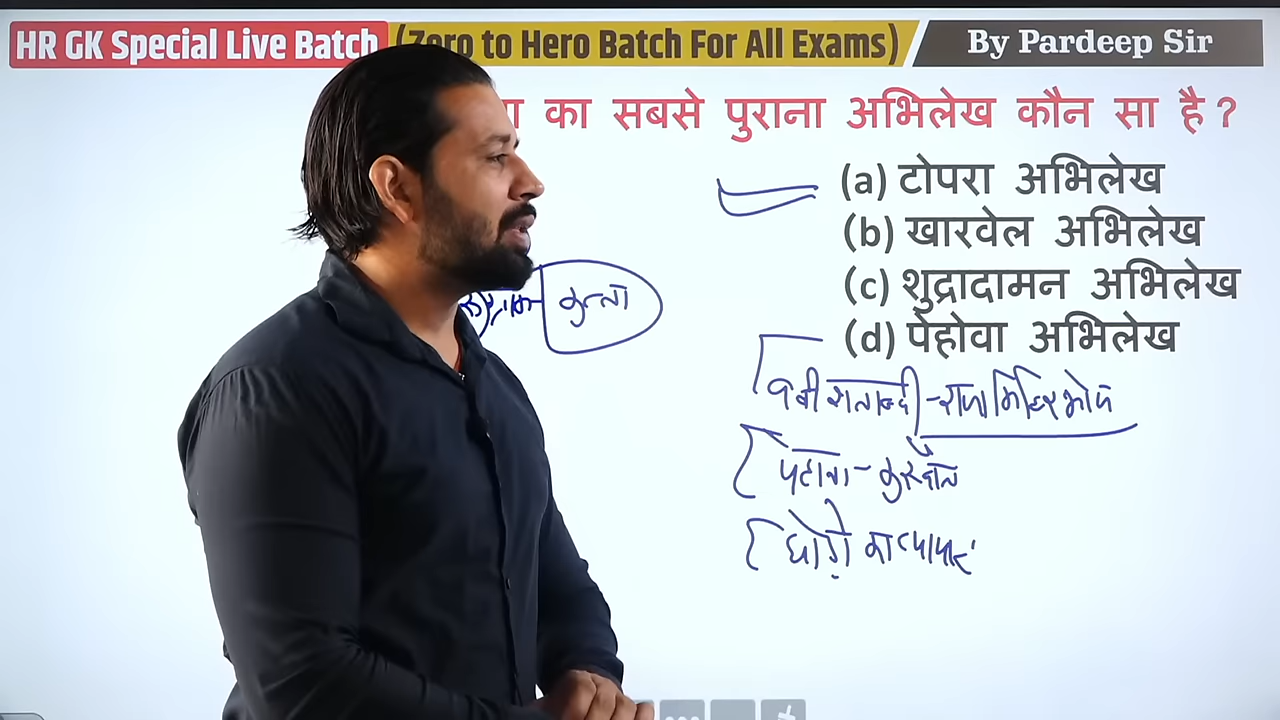 HR GK Special Live Batch (Zero to Hero Batch For All Exams) By Pardeep Sir
का सबसे पुराना अभिलेख कौन सा है ?
(a) टोपरा अभिलेख
(b) खारवेल अभिलेख
(c) शुद्रादामन अभिलेख
(d) पेहोवा अभिलेख
9वी शताब्दी - राजा मिहिर भोज
घोड़ो का व्यापार